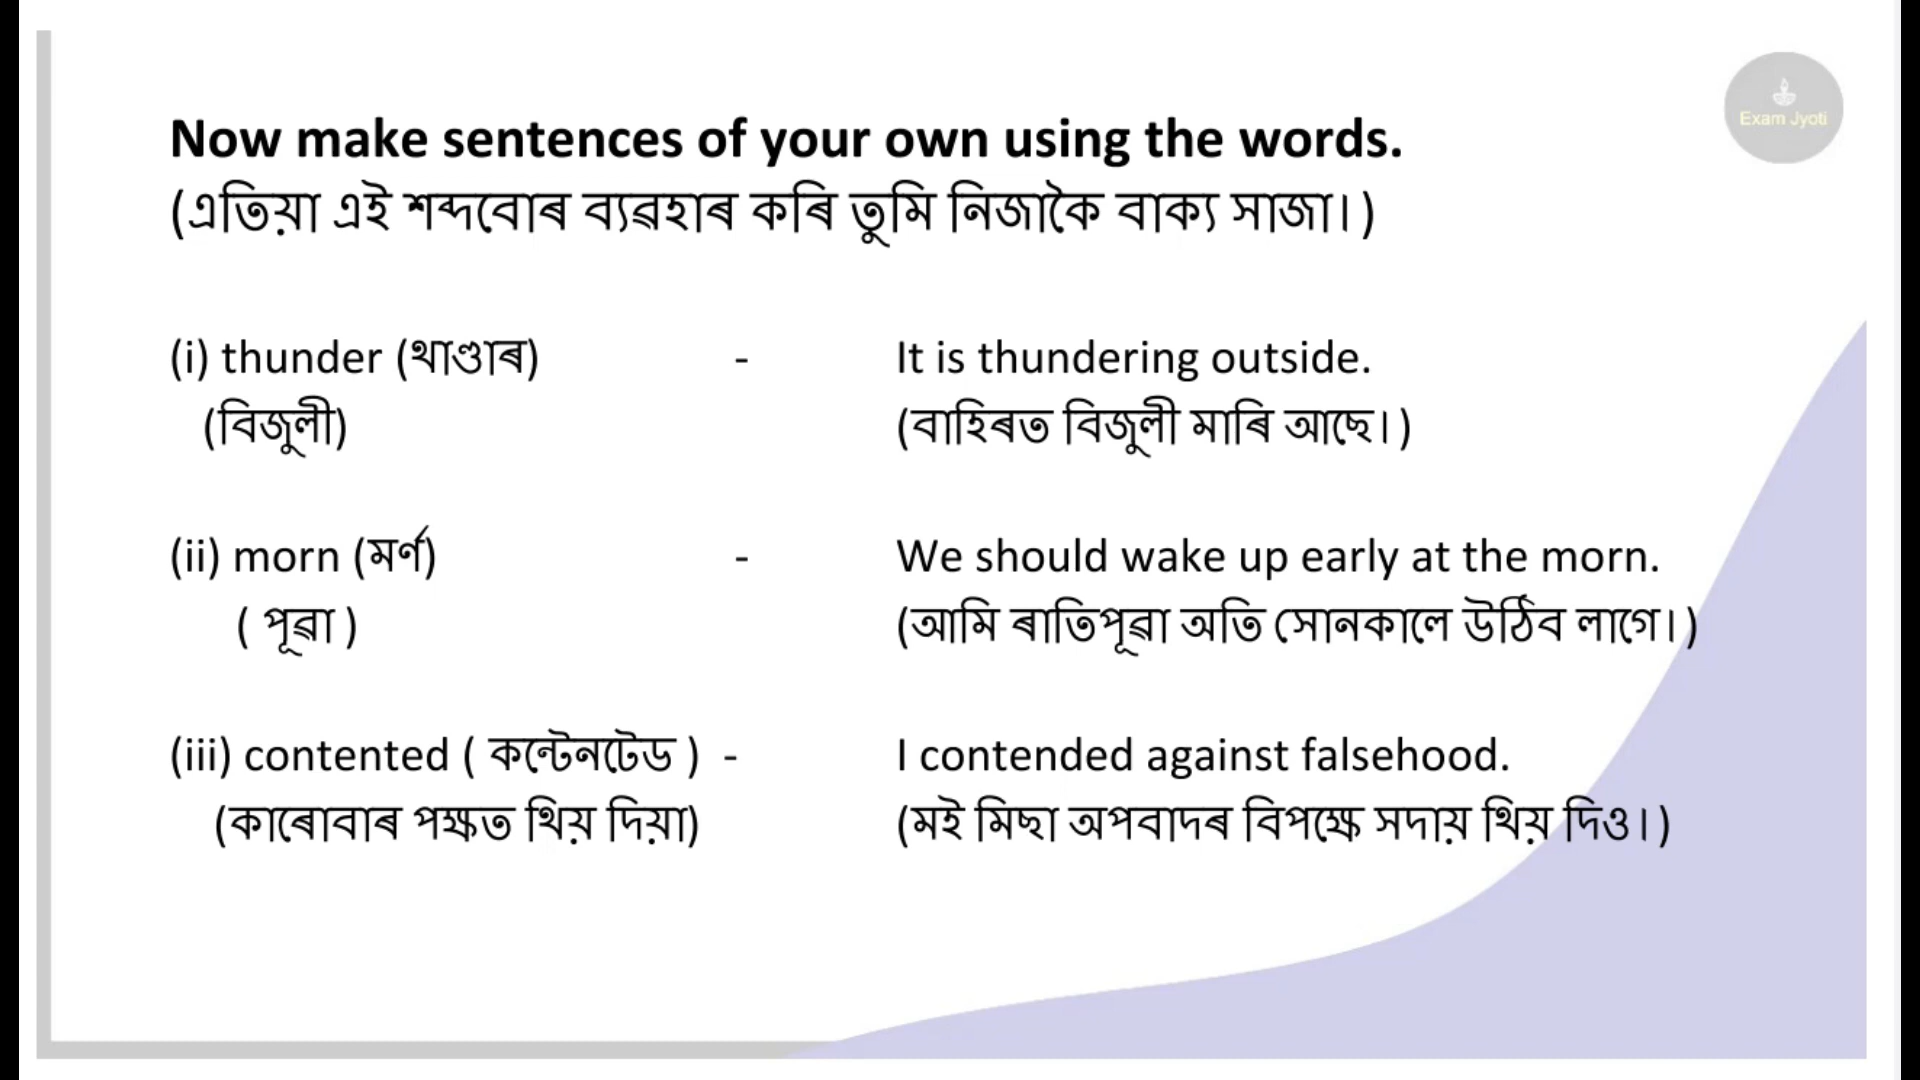 Exam Jyoti
Now make sentences of your own using the words.
(এতিয়া এই শব্দবোৰ ব্যৱহাৰ কৰি তুমি নিজাকৈ বাক্য সাজা।)
(i) thunder (থাণ্ডাৰ) - It is thundering outside.
(বিজুলী) (বাহিৰত বিজুলী মাৰি আছে।)
(ii) morn (মৰ্ণ) - We should wake up early at the morn.
( পূৱা ) (আমি ৰাতিপূৱা অতি সোনকালে উঠিব লাগে।)
(iii) contented ( কন্টেনটেড ) - I contended against falsehood.
(কাৰোবাৰ পক্ষত থিয় দিয়া) (মই মিছা অপবাদৰ বিপক্ষে সদায় থিয় দিও।)